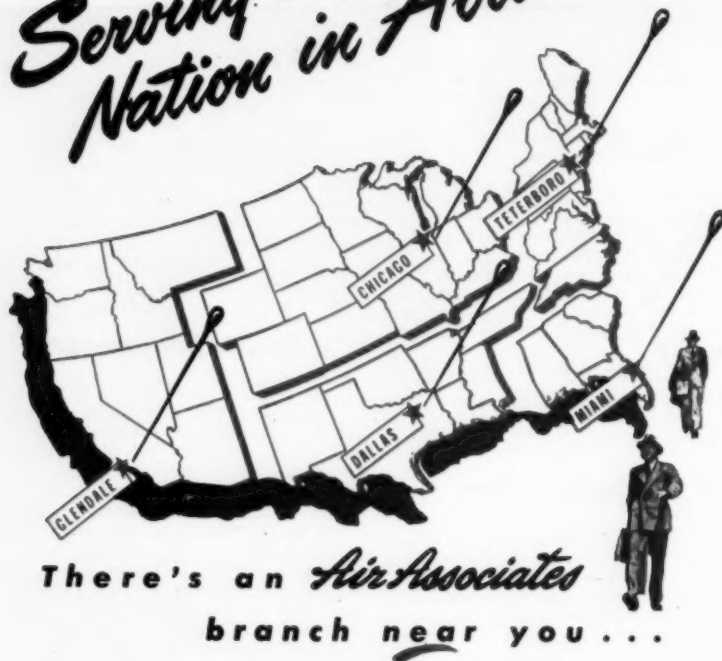 Serving
Nation in
TETERBORO
CHICAGO
MIAMI
DALLAS
GLENDALE
There's an Air Associates
branch near you...